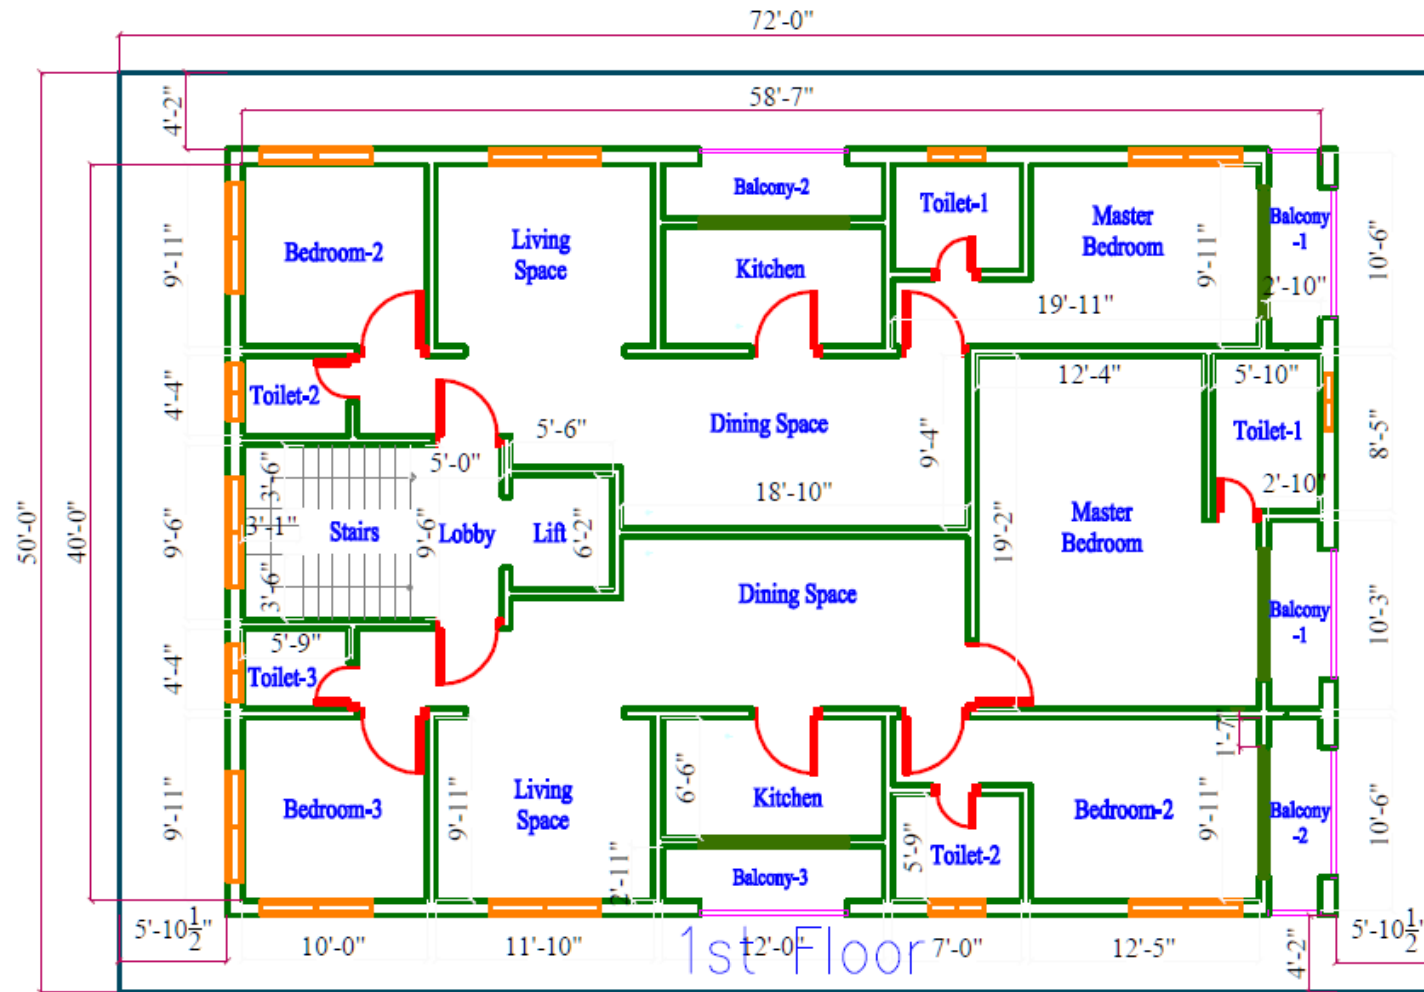 72'-0"
58'-7"
4'-2"
Balcony-2
Toilet-1
Master
Bedroom
Balcony
-1
Bedroom-2
Living
Space
Kitchen
9'-11"
9'-11"
10'-6"
2'-10"
19'-11"
12'-4"
5'-10"
Toilet-2
4'-4"
5'-6"
Dining Space
9'-4"
Toilet-1
8'-5"
5'-0"
3'-6"
18'-10"
2'-10"
50'-0"
40'-0"
9'-6"
3'-1"
Stairs
9'-6"
Lobby
Lift
6'-2"
19'-2"
Master
Bedroom
3'-6"
Dining Space
Balcony
-1
10'-3"
5'-9"
4'-4"
Toilet-3
1'-7"
9'-11"
Bedroom-3
9'-11"
Living
Space
6'-6"
Kitchen
Bedroom-2
9'-11"
Balcony
-2
10'-6"
5'-9"
Toilet-2
2'-11"
Balcony-3
5'-10½"
10'-0"
11'-10"
12'-0"
7'-0"
12'-5"
4'-2"
5'-10½"
1st Floor